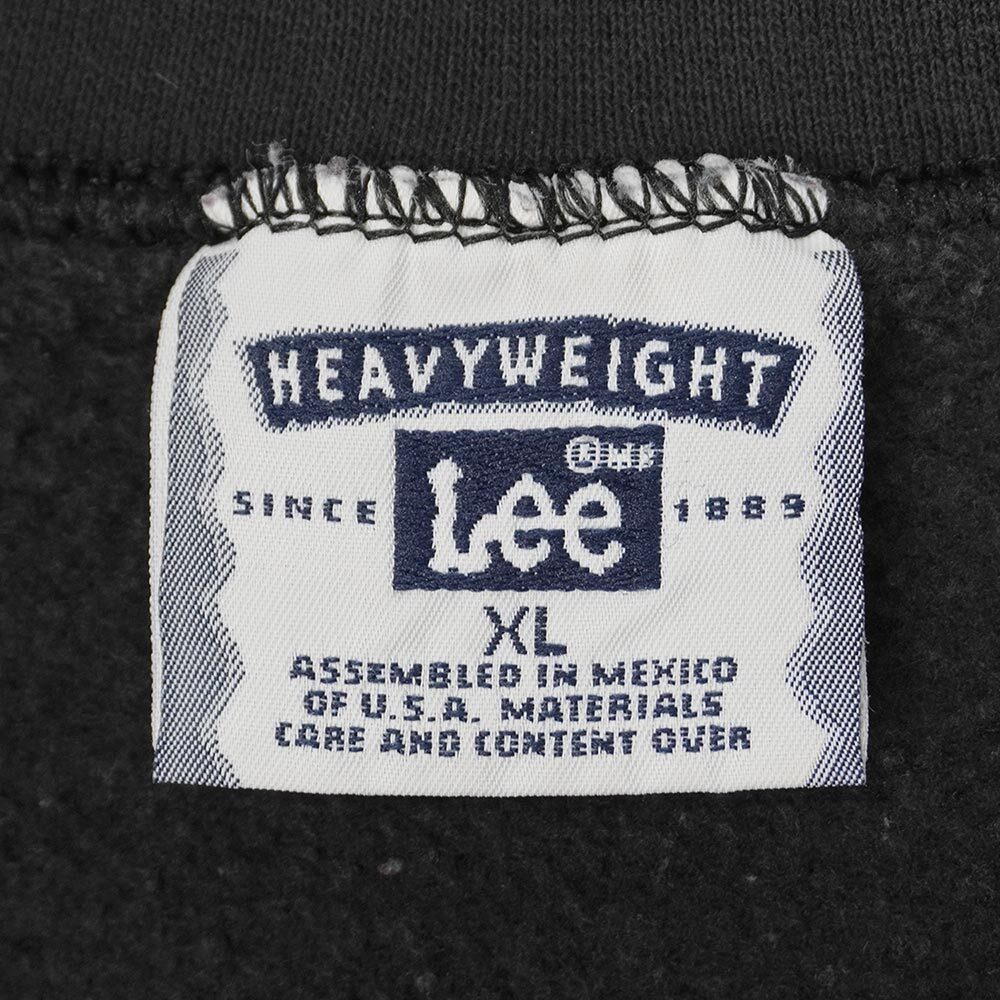 HEAVYWEIGHT
Lee
SINCE 1889
XL
ASSEMBLED IN MEXICO
OF U.S.A. MATERIALS
CARE AND CONTENT OVER